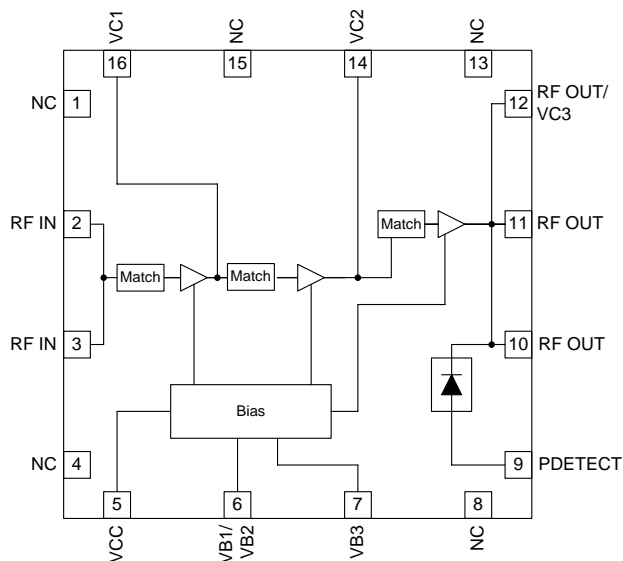 VC1
NC
VC2
NC
16
15
14
13
NC
1
12
RF OUT/
VC3
RF IN
2
Match
11
RF OUT
Match
Match
RF IN
3
10
RF OUT
Bias
NC
4
9
PDETECT
5
6
7
8
VCC
VB1/
VB2
VB3
NC